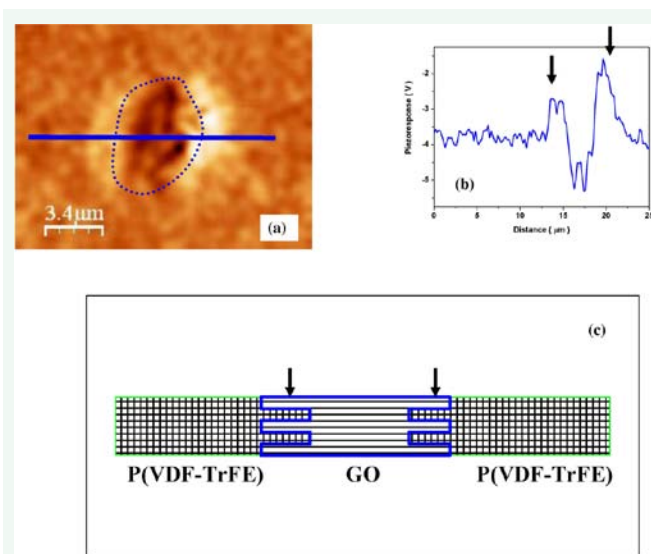 3.4μm
(a)
Piezoresponse ( V )
-2
-3
-4
-5
(b)
0
5
10
15
20
25
Distance ( μm )
(c)
P(VDF-TrFE)
GO
P(VDF-TrFE)